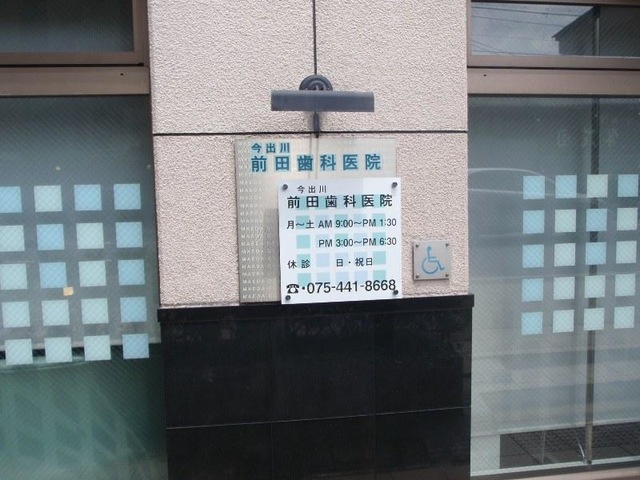 今出川
前田歯科医院
今出川
前田歯科医院
月～土 AM 9:00～PM 1:30
PM 3:00～PM 6:30
休診 日・祝日
☎・075-441-8668